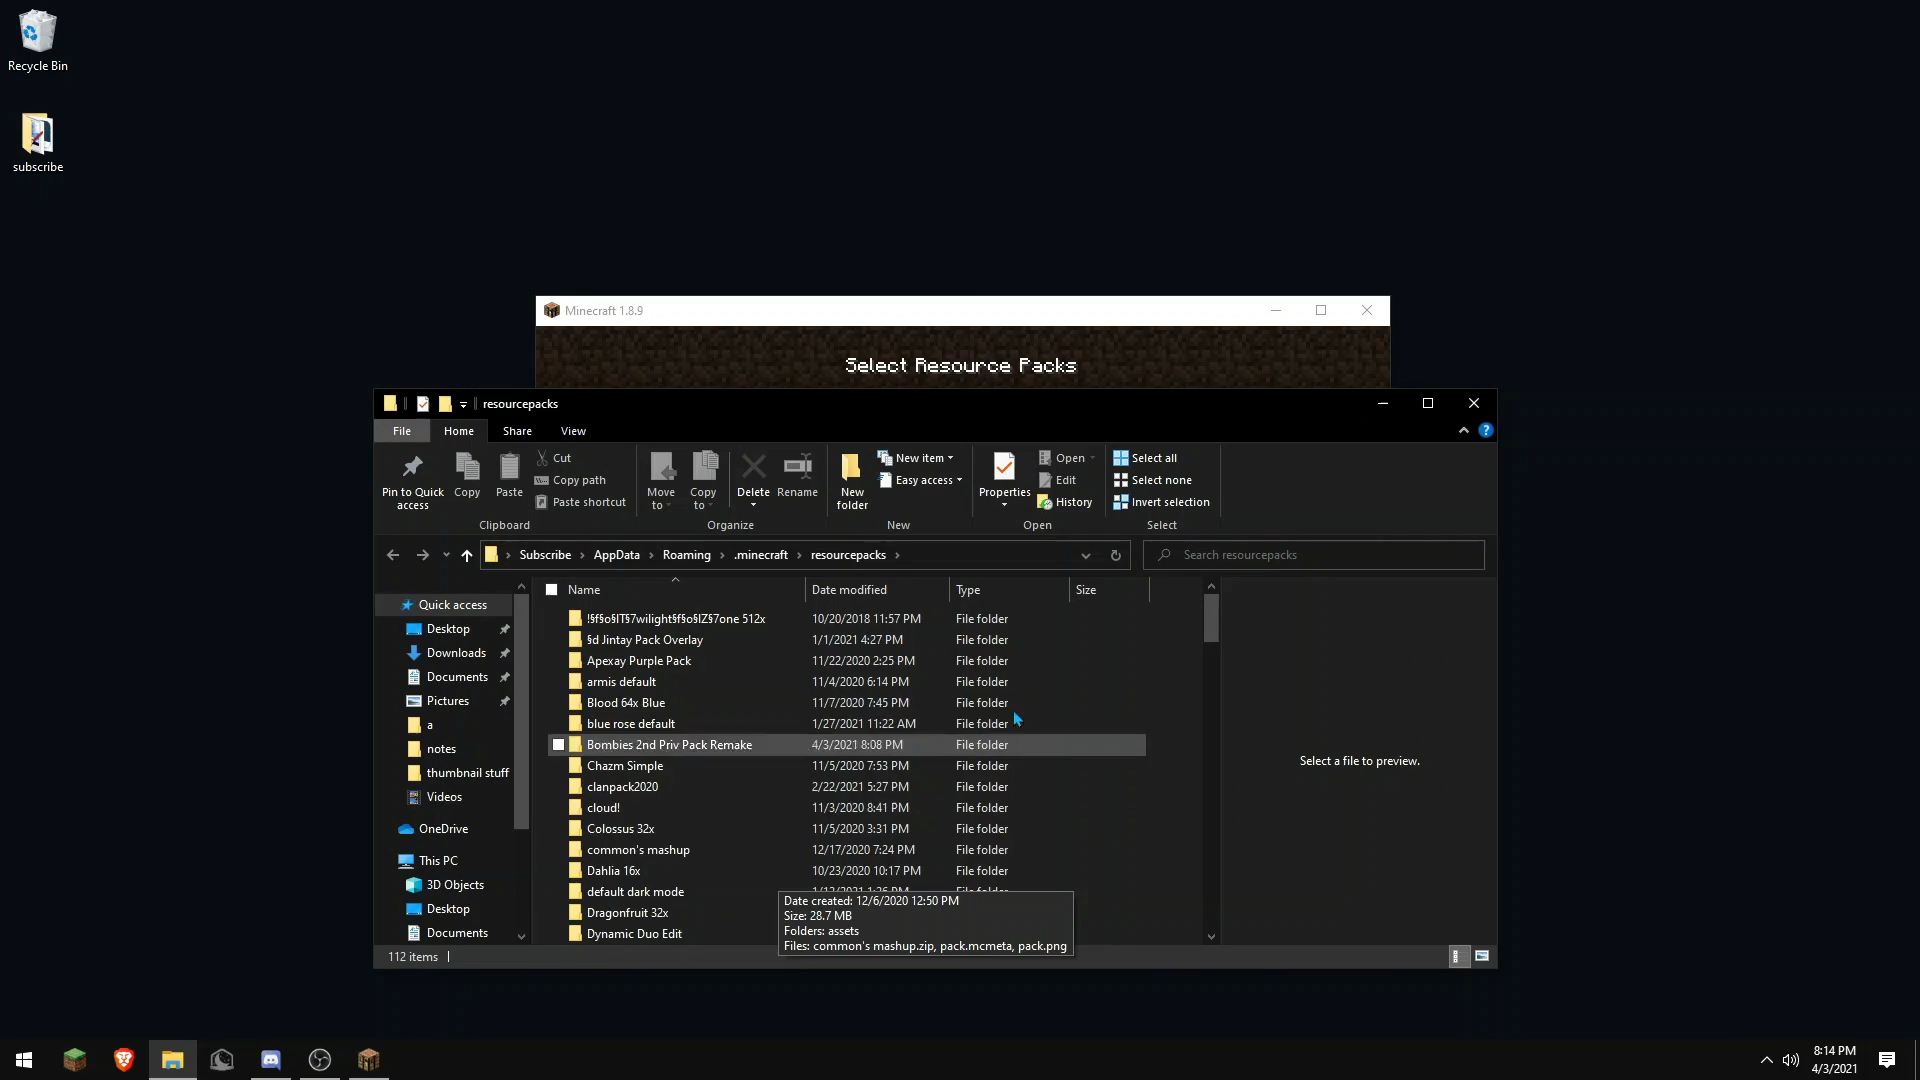 Recycle Bin
subscribe
Minecraft 1.8.9
Select Resource Packs
resourcepacks
File
Home
Share
View
Pin to Quick
access
Copy
Paste
Cut
Copy path
Paste shortcut
Clipboard
Move
to
Copy
to
Delete
Rename
Organize
New
folder
New item
Easy access
New
Properties
Open
Edit
History
Open
Select all
Select none
Invert selection
Select
Subscribe > AppData > Roaming > .minecraft > resourcepacks >
Search resourcepacks
Quick access
Desktop
Downloads
Documents
Pictures
a
notes
thumbnail stuff
Videos
OneDrive
This PC
3D Objects
Desktop
Documents
Name Date modified Type Size
!§f§o§lT§7wilight§f§o§lZ§7one 512x 10/20/2018 11:57 PM File folder
§d Jintay Pack Overlay 1/1/2021 4:27 PM File folder
Apexay Purple Pack 11/22/2020 2:25 PM File folder
armis default 11/4/2020 6:14 PM File folder
Blood 64x Blue 11/7/2020 7:45 PM File folder
blue rose default 1/27/2021 11:22 AM File folder
Bombies 2nd Priv Pack Remake 4/3/2021 8:08 PM File folder
Chazm Simple 11/5/2020 7:53 PM File folder
clanpack2020 2/22/2021 5:27 PM File folder
cloud! 11/3/2020 8:41 PM File folder
Colossus 32x 11/5/2020 3:31 PM File folder
common's mashup 12/17/2020 7:24 PM File folder
Dahlia 16x 10/23/2020 10:17 PM File folder
default dark mode
Dragonfruit 32x
Dynamic Duo Edit
Date created: 12/6/2020 12:50 PM
Size: 28.7 MB
Folders: assets
Files: common's mashup.zip, pack.mcmeta, pack.png
Select a file to preview.
112 items
8:14 PM
4/3/2021